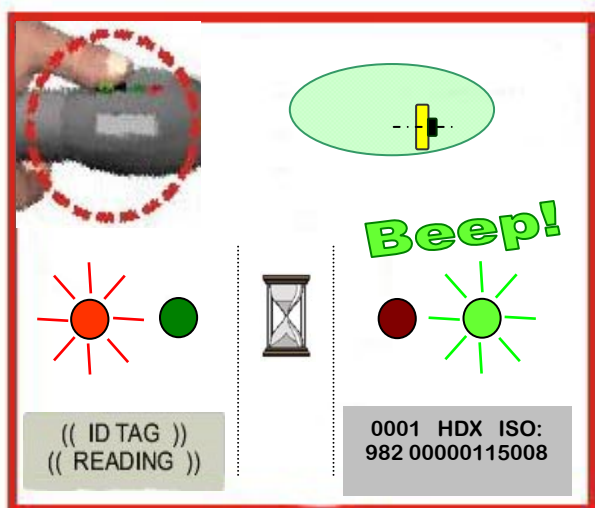 Beep!
(( ID TAG ))
(( READING ))
0001 HDX ISO:
982 00000115008